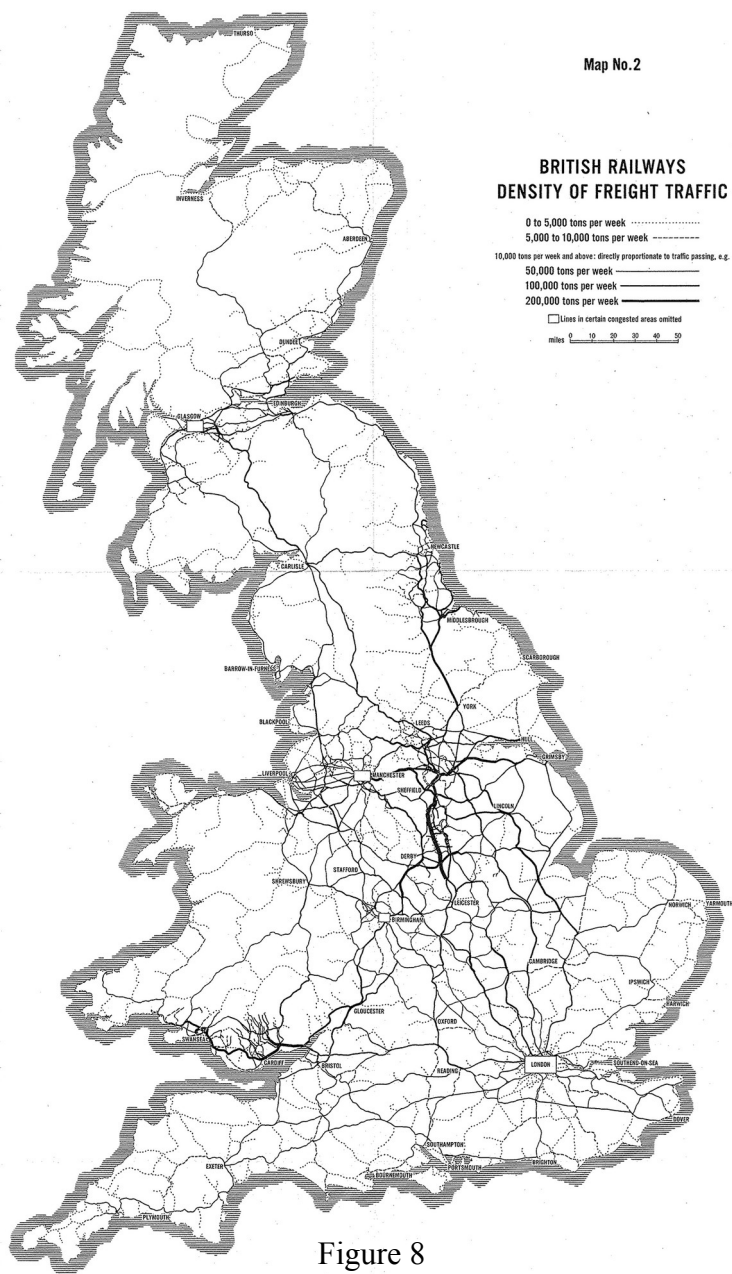 Map No.2
BRITISH RAILWAYS
DENSITY OF FREIGHT TRAFFIC
0 to 5,000 tons per week
5,000 to 10,000 tons per week
10,000 tons per week and above: directly proportionate to traffic passing, e.g.
50,000 tons per week
100,000 tons per week
200,000 tons per week
Lines in certain congested areas omitted
miles 0 10 20 30 40 50
THURSO
INVERNESS
ABERDEEN
DUNDEE
EDINBURGH
GLASGOW
NEWCASTLE
CARLISLE
MIDDLESBROUGH
SCARBOROUGH
BARROW-IN-FURNESS
YORK
BLACKPOOL
LEEDS
HULL
GRIMSBY
LIVERPOOL
MANCHESTER
SHEFFIELD
LINCOLN
DERBY
STAFFORD
SHREWSBURY
LEICESTER
NORWICH
YARMOUTH
BIRMINGHAM
CAMBRIDGE
IPSWICH
HARWICH
GLOUCESTER
OXFORD
SWANSEA
CARDIFF
BRISTOL
READING
LONDON
SOUTHEND-ON-SEA
DOVER
SOUTHAMPTON
PORTSMOUTH
BRIGHTON
BOURNEMOUTH
EXETER
PLYMOUTH
Figure 8